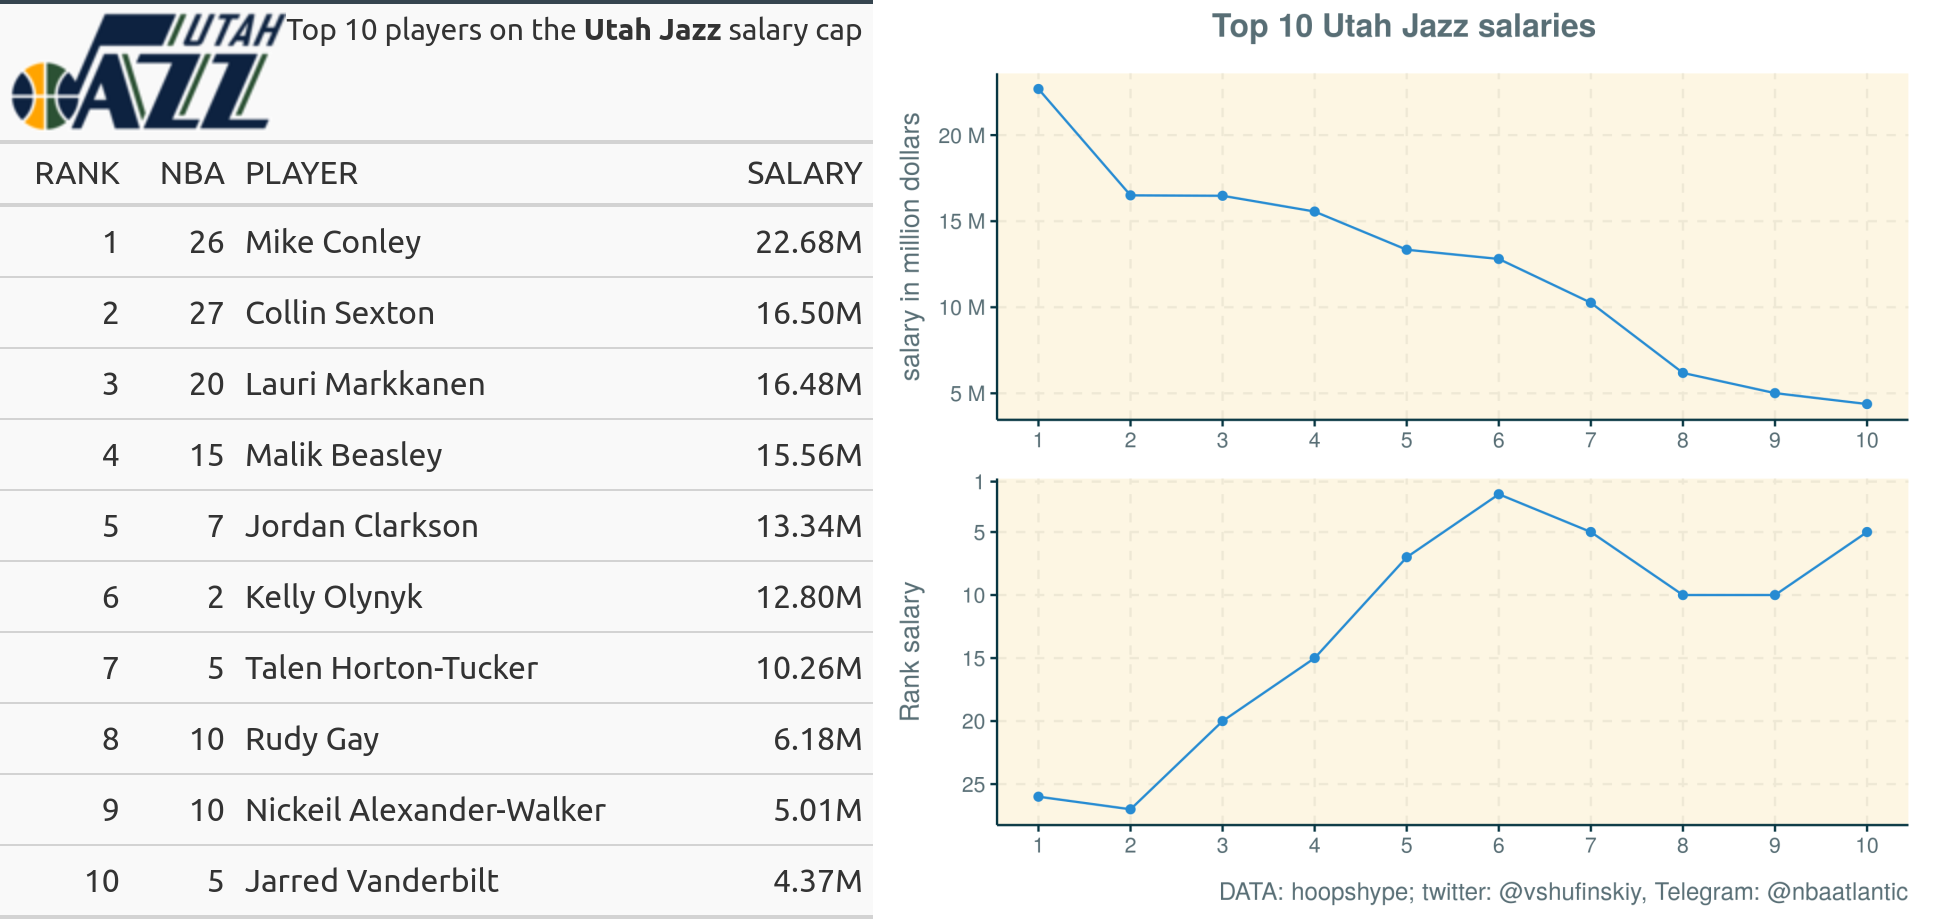 UTAH
JAZZ
Top 10 players on the Utah Jazz salary cap
RANK NBA PLAYER SALARY
1 26 Mike Conley 22.68M
2 27 Collin Sexton 16.50M
3 20 Lauri Markkanen 16.48M
4 15 Malik Beasley 15.56M
5 7 Jordan Clarkson 13.34M
6 2 Kelly Olynyk 12.80M
7 5 Talen Horton-Tucker 10.26M
8 10 Rudy Gay 6.18M
9 10 Nickeil Alexander-Walker 5.01M
10 5 Jarred Vanderbilt 4.37M
Top 10 Utah Jazz salaries
salary in million dollars
20 M
15 M
10 M
5 M
1 2 3 4 5 6 7 8 9 10
Rank salary
1
5
10
15
20
25
1 2 3 4 5 6 7 8 9 10
DATA: hoopshype; twitter: @vshufinskiy, Telegram: @nbaatlantic